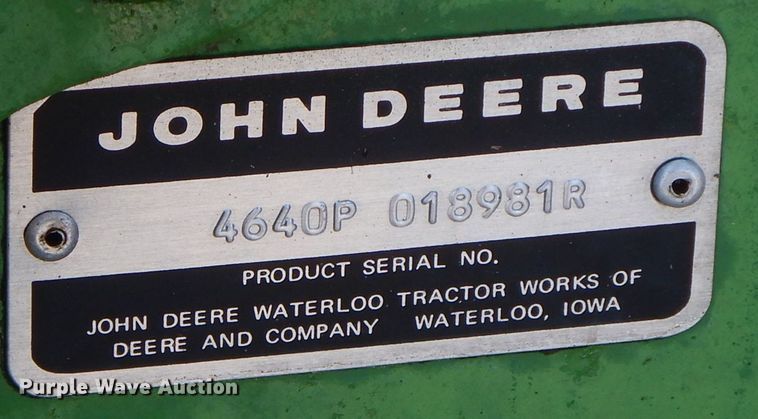 JOHN DEERE
4640P 018981R
PRODUCT SERIAL NO.
JOHN DEERE WATERLOO TRACTOR WORKS OF
DEERE AND COMPANY WATERLOO, IOWA
Purple Wave Auction